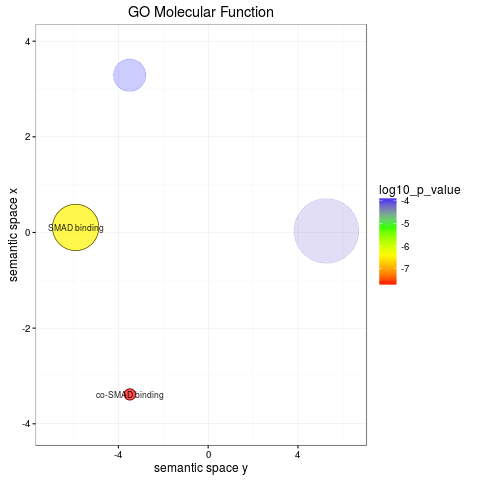 GO Molecular Function
4
2
0
-2
-4
semantic space x
SMAD binding
co-SMAD binding
-4
0
4
semantic space y
log10_p_value
-4
-5
-6
-7